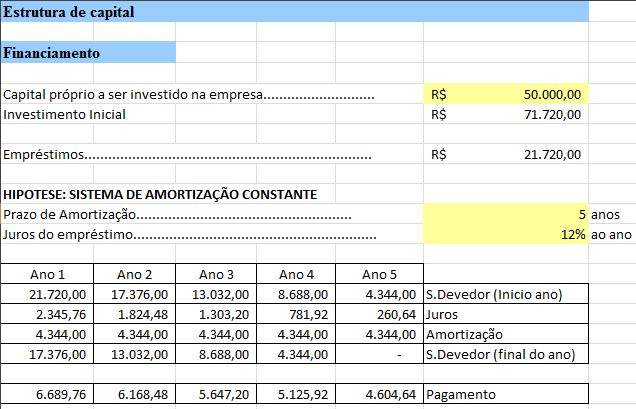 Estrutura de capital
Financiamento
Capital próprio a ser investido na empresa............................ R$ 50.000,00
Investimento Inicial R$ 71.720,00
Empréstimos........................................................................ R$ 21.720,00
HIPOTESE: SISTEMA DE AMORTIZAÇÃO CONSTANTE
Prazo de Amortização...................................................... 5 anos
Juros do empréstimo............................................................. 12% ao ano
Ano 1 Ano 2 Ano 3 Ano 4 Ano 5
21.720,00 17.376,00 13.032,00 8.688,00 4.344,00 S.Devedor (Inicio ano)
2.345,76 1.824,48 1.303,20 781,92 260,64 Juros
4.344,00 4.344,00 4.344,00 4.344,00 4.344,00 Amortização
17.376,00 13.032,00 8.688,00 4.344,00 - S.Devedor (final do ano)
6.689,76 6.168,48 5.647,20 5.125,92 4.604,64 Pagamento